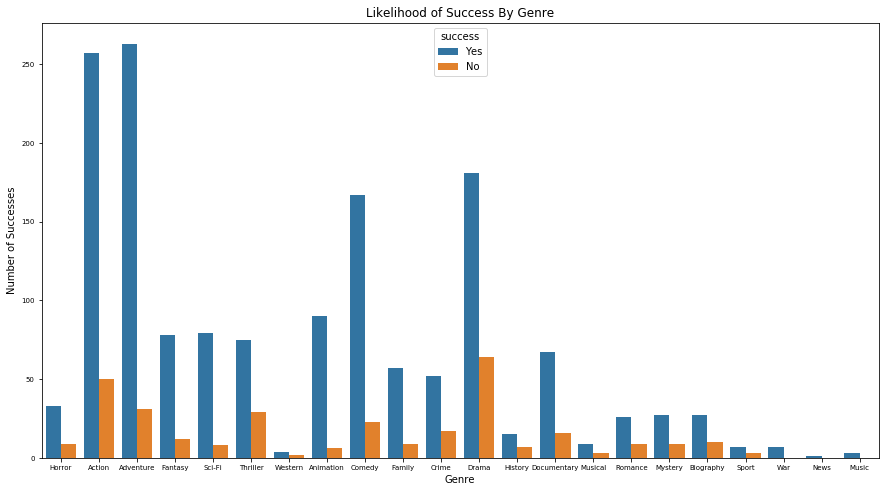 Likelihood of Success By Genre
success
Yes
No
Number of Successes
250
200
150
100
50
0
Horror Action Adventure Fantasy Sci-Fi Thriller Western Animation Comedy Family Crime Drama History Documentary Musical Romance Mystery Biography Sport War News Music
Genre